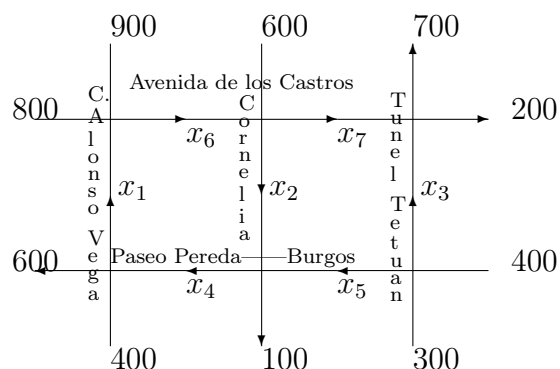 900 600 700
Avenida de los Castros
800 200
x₆ x₇
C. Alonso Vega
Cornelia
Tunel Tetuan
x₁ x₂ x₃
Paseo Pereda——Burgos
600 400
x₄ x₅
400 100 300